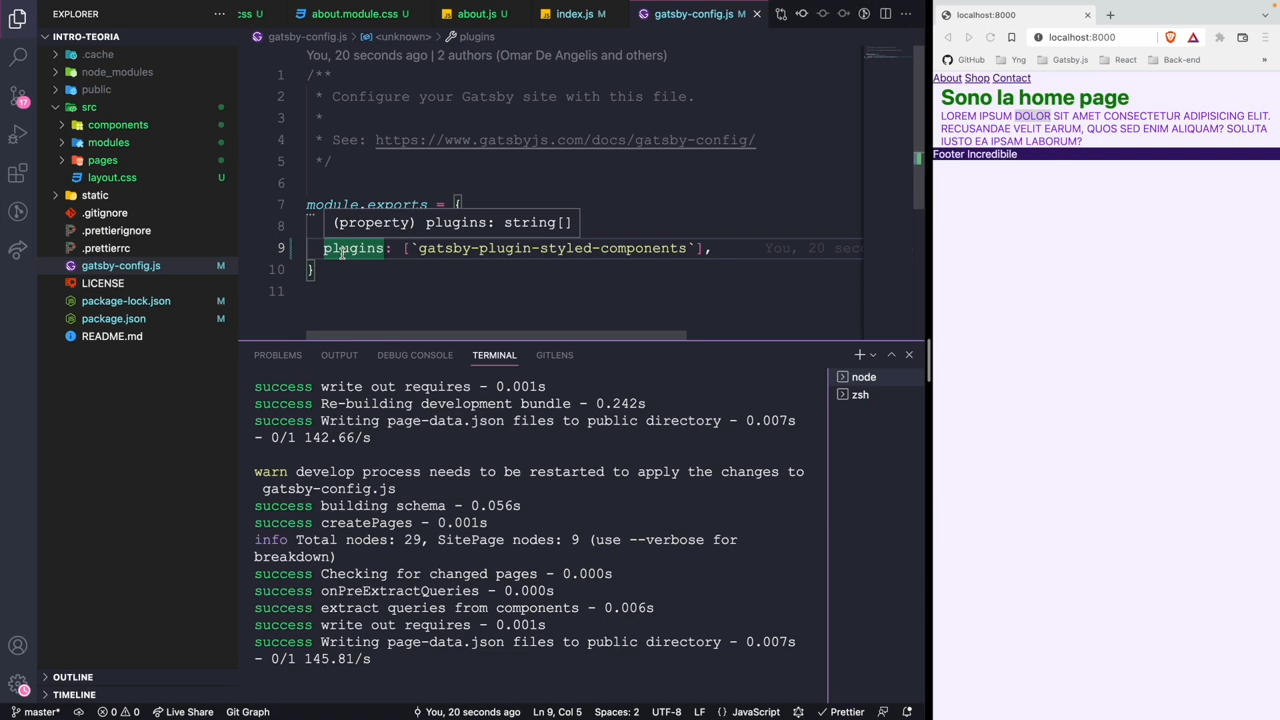 EXPLORER
INTRO-TEORIA
.cache
node_modules
public
src
components
modules
pages
layout.css U
static
.gitignore
.prettierignore
.prettierrc
gatsby-config.js M
LICENSE
package-lock.json M
package.json M
README.md
OUTLINE
TIMELINE
17
css U
about.module.css U
about.js U
index.js M
gatsby-config.js M
gatsby-config.js > <unknown> > plugins
You, 20 seconds ago | 2 authors (Omar De Angelis and others)
1 /**
2 * Configure your Gatsby site with this file.
3 *
4 * See: https://www.gatsbyjs.com/docs/gatsby-config/
5 */
6
7 module.exports = {
8 (property) plugins: string[]
9 plugins: [`gatsby-plugin-styled-components`], You, 20 seco
10 }
11
PROBLEMS OUTPUT DEBUG CONSOLE TERMINAL GITLENS
success write out requires - 0.001s
success Re-building development bundle - 0.242s
success Writing page-data.json files to public directory - 0.007s
- 0/1 142.66/s
warn develop process needs to be restarted to apply the changes to
gatsby-config.js
success building schema - 0.056s
success createPages - 0.001s
info Total nodes: 29, SitePage nodes: 9 (use --verbose for
breakdown)
success Checking for changed pages - 0.000s
success onPreExtractQueries - 0.000s
success extract queries from components - 0.006s
success write out requires - 0.001s
success Writing page-data.json files to public directory - 0.007s
- 0/1 145.81/s
node
zsh
master* 0 0 Live Share Git Graph You, 20 seconds ago Ln 9, Col 5 Spaces: 2 UTF-8 LF {} JavaScript Prettier
localhost:8000
localhost:8000
GitHub Yng Gatsby.js React Back-end »
About Shop Contact
Sono la home page
LOREM IPSUM DOLOR SIT AMET CONSECTETUR ADIPISICING ELIT.
RECUSANDAE VELIT EARUM, QUOS SED ENIM ALIQUAM? SOLUTA
IUSTO EA IPSAM LABORUM?
Footer Incredibile